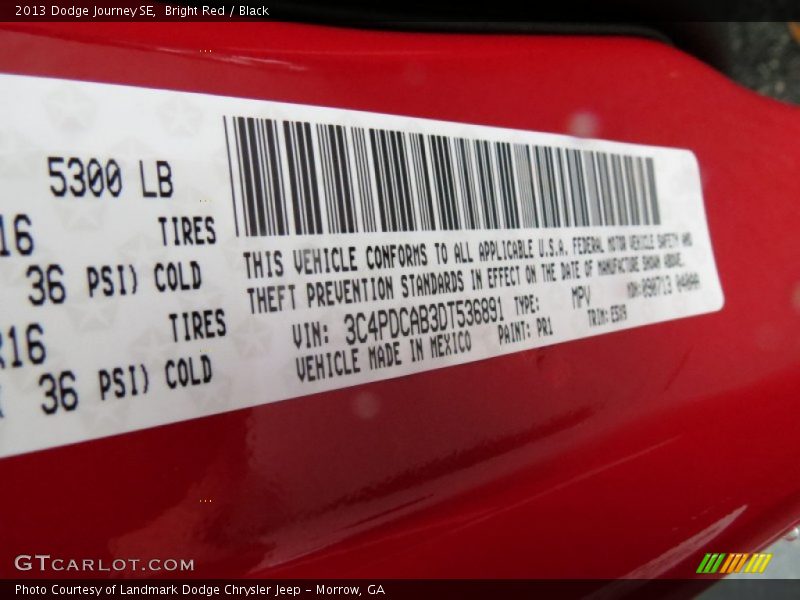 2013 Dodge Journey SE, Bright Red / Black
5300 LB
16 TIRES
36 PSI) COLD
R16 TIRES
36 PSI) COLD
THIS VEHICLE CONFORMS TO ALL APPLICABLE U.S.A. FEDERAL MOTOR VEHICLE SAFETY AND
THEFT PREVENTION STANDARDS IN EFFECT ON THE DATE OF MANUFACTURE SHOWN ABOVE.
VIN: 3C4PDCAB3DT536891 TYPE: MPV
VEHICLE MADE IN MEXICO PAINT: PR1 TRIM:
GTCARLOT.COM
Photo Courtesy of Landmark Dodge Chrysler Jeep - Morrow, GA